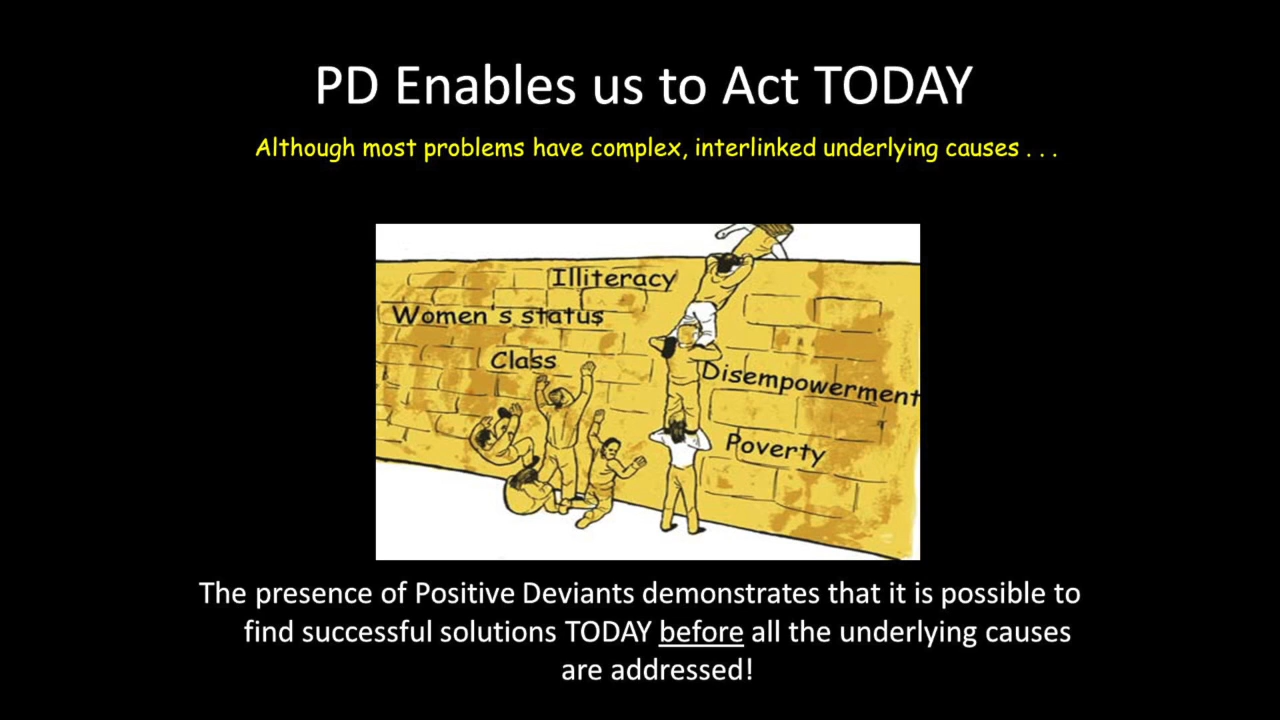 PD Enables us to Act TODAY
Although most problems have complex, interlinked underlying causes . . .
Illiteracy
Women's status
Class
Disempowerment
Poverty
The presence of Positive Deviants demonstrates that it is possible to
find successful solutions TODAY before all the underlying causes
are addressed!